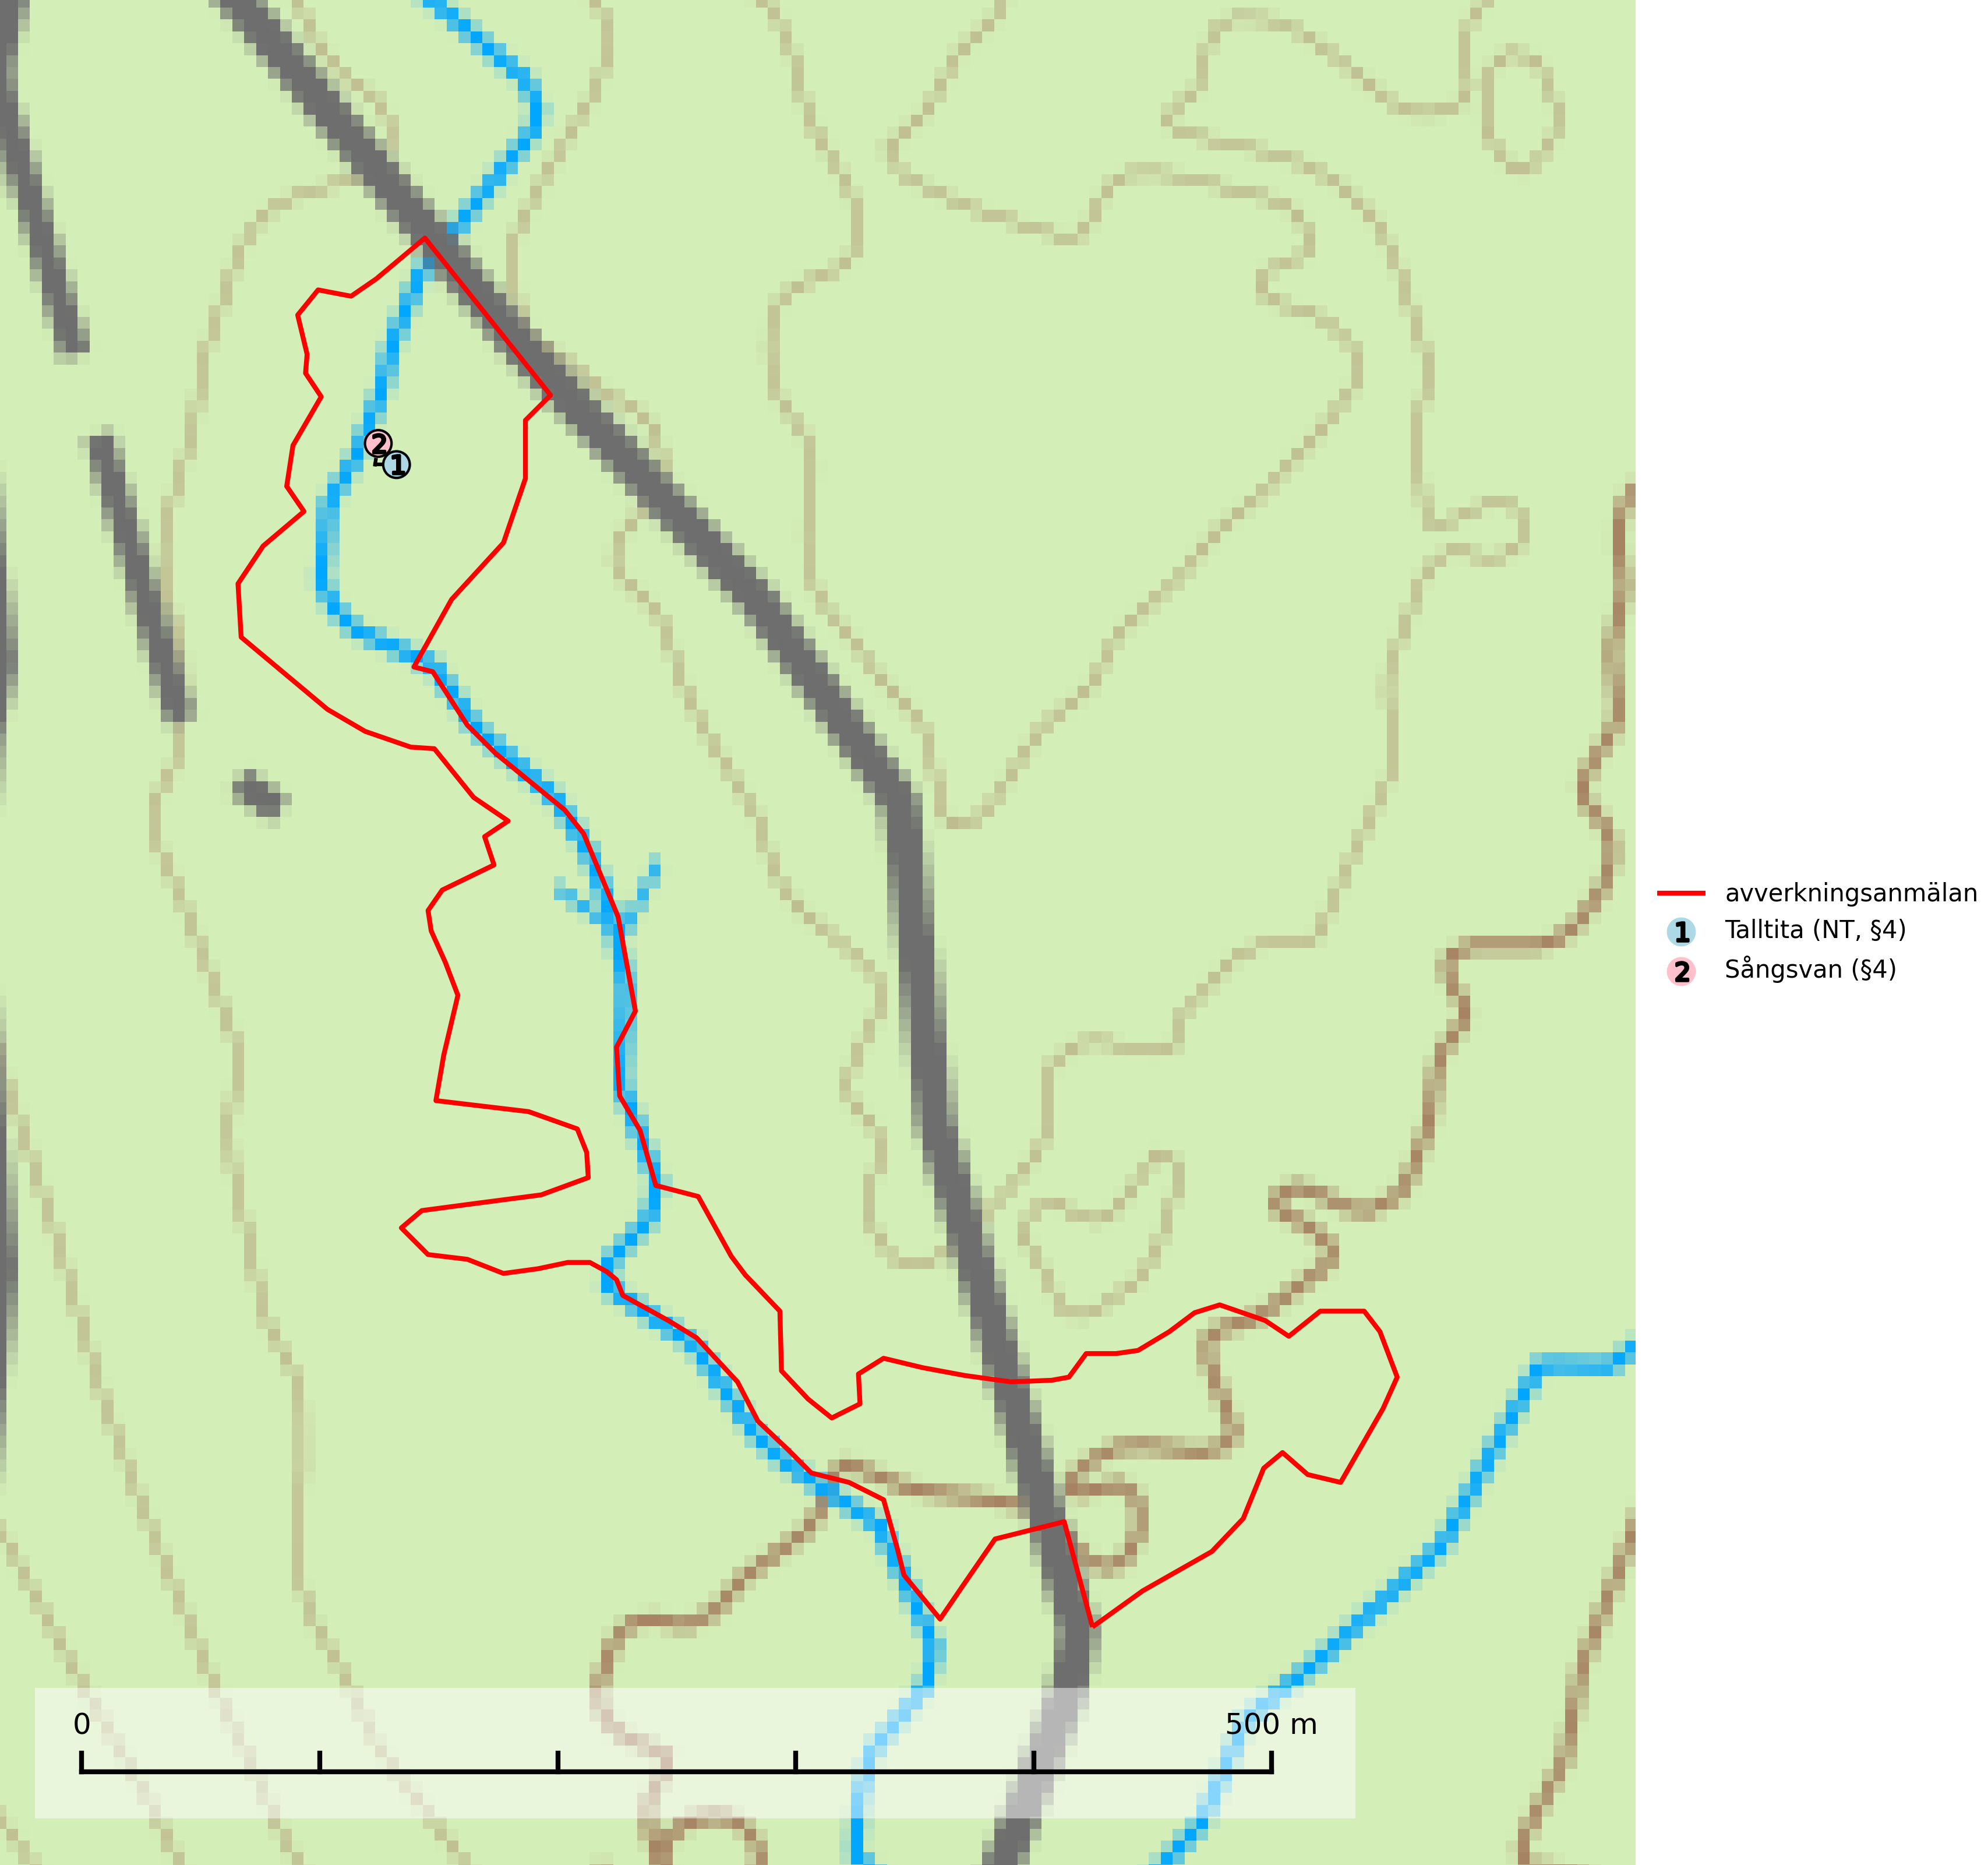 2
1
avverkningsanmälan
1 Talltita (NT, §4)
2 Sångsvan (§4)
0 500 m